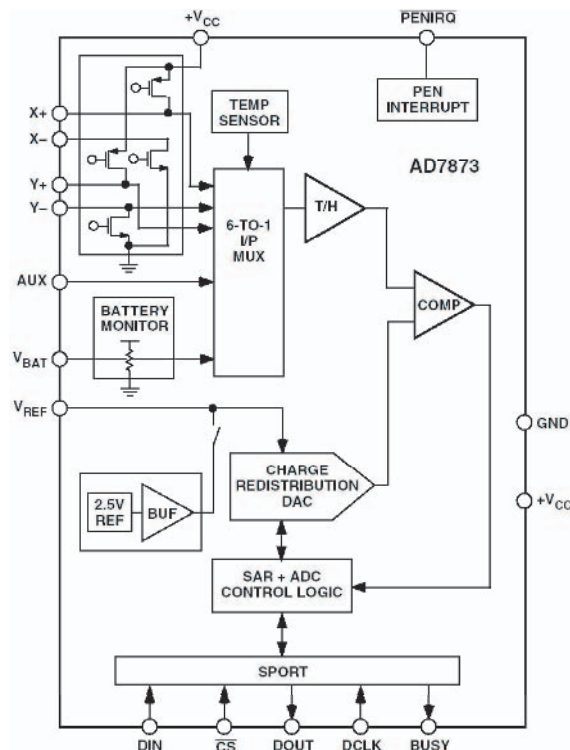 +VCC
PENIRQ
PEN
INTERRUPT
TEMP
SENSOR
AD7873
X+
X–
Y+
Y–
6-TO-1
I/P
MUX
T/H
COMP
AUX
BATTERY
MONITOR
VBAT
VREF
GND
+VCC
CHARGE
REDISTRIBUTION
DAC
2.5V
REF
BUF
SAR + ADC
CONTROL LOGIC
SPORT
DIN
CS
DOUT
DCLK
BUSY